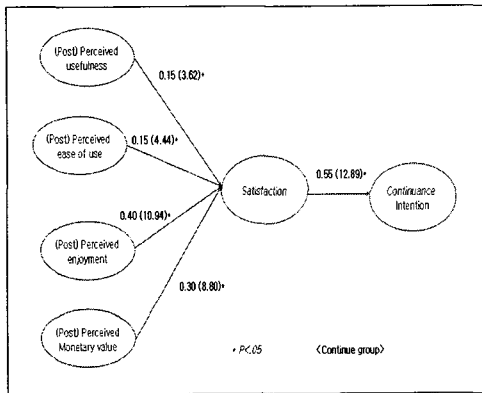 (Post) Perceived
usefulness
0.15 (3.62)*
(Post) Perceived
ease of use
0.15 (4.44)*
Satisfaction
0.55 (12.89)*
Continuance
Intention
0.40 (10.94)*
(Post) Perceived
enjoyment
0.30 (8.80)*
(Post) Perceived
Monetary value
* P<.05
<Continue group>